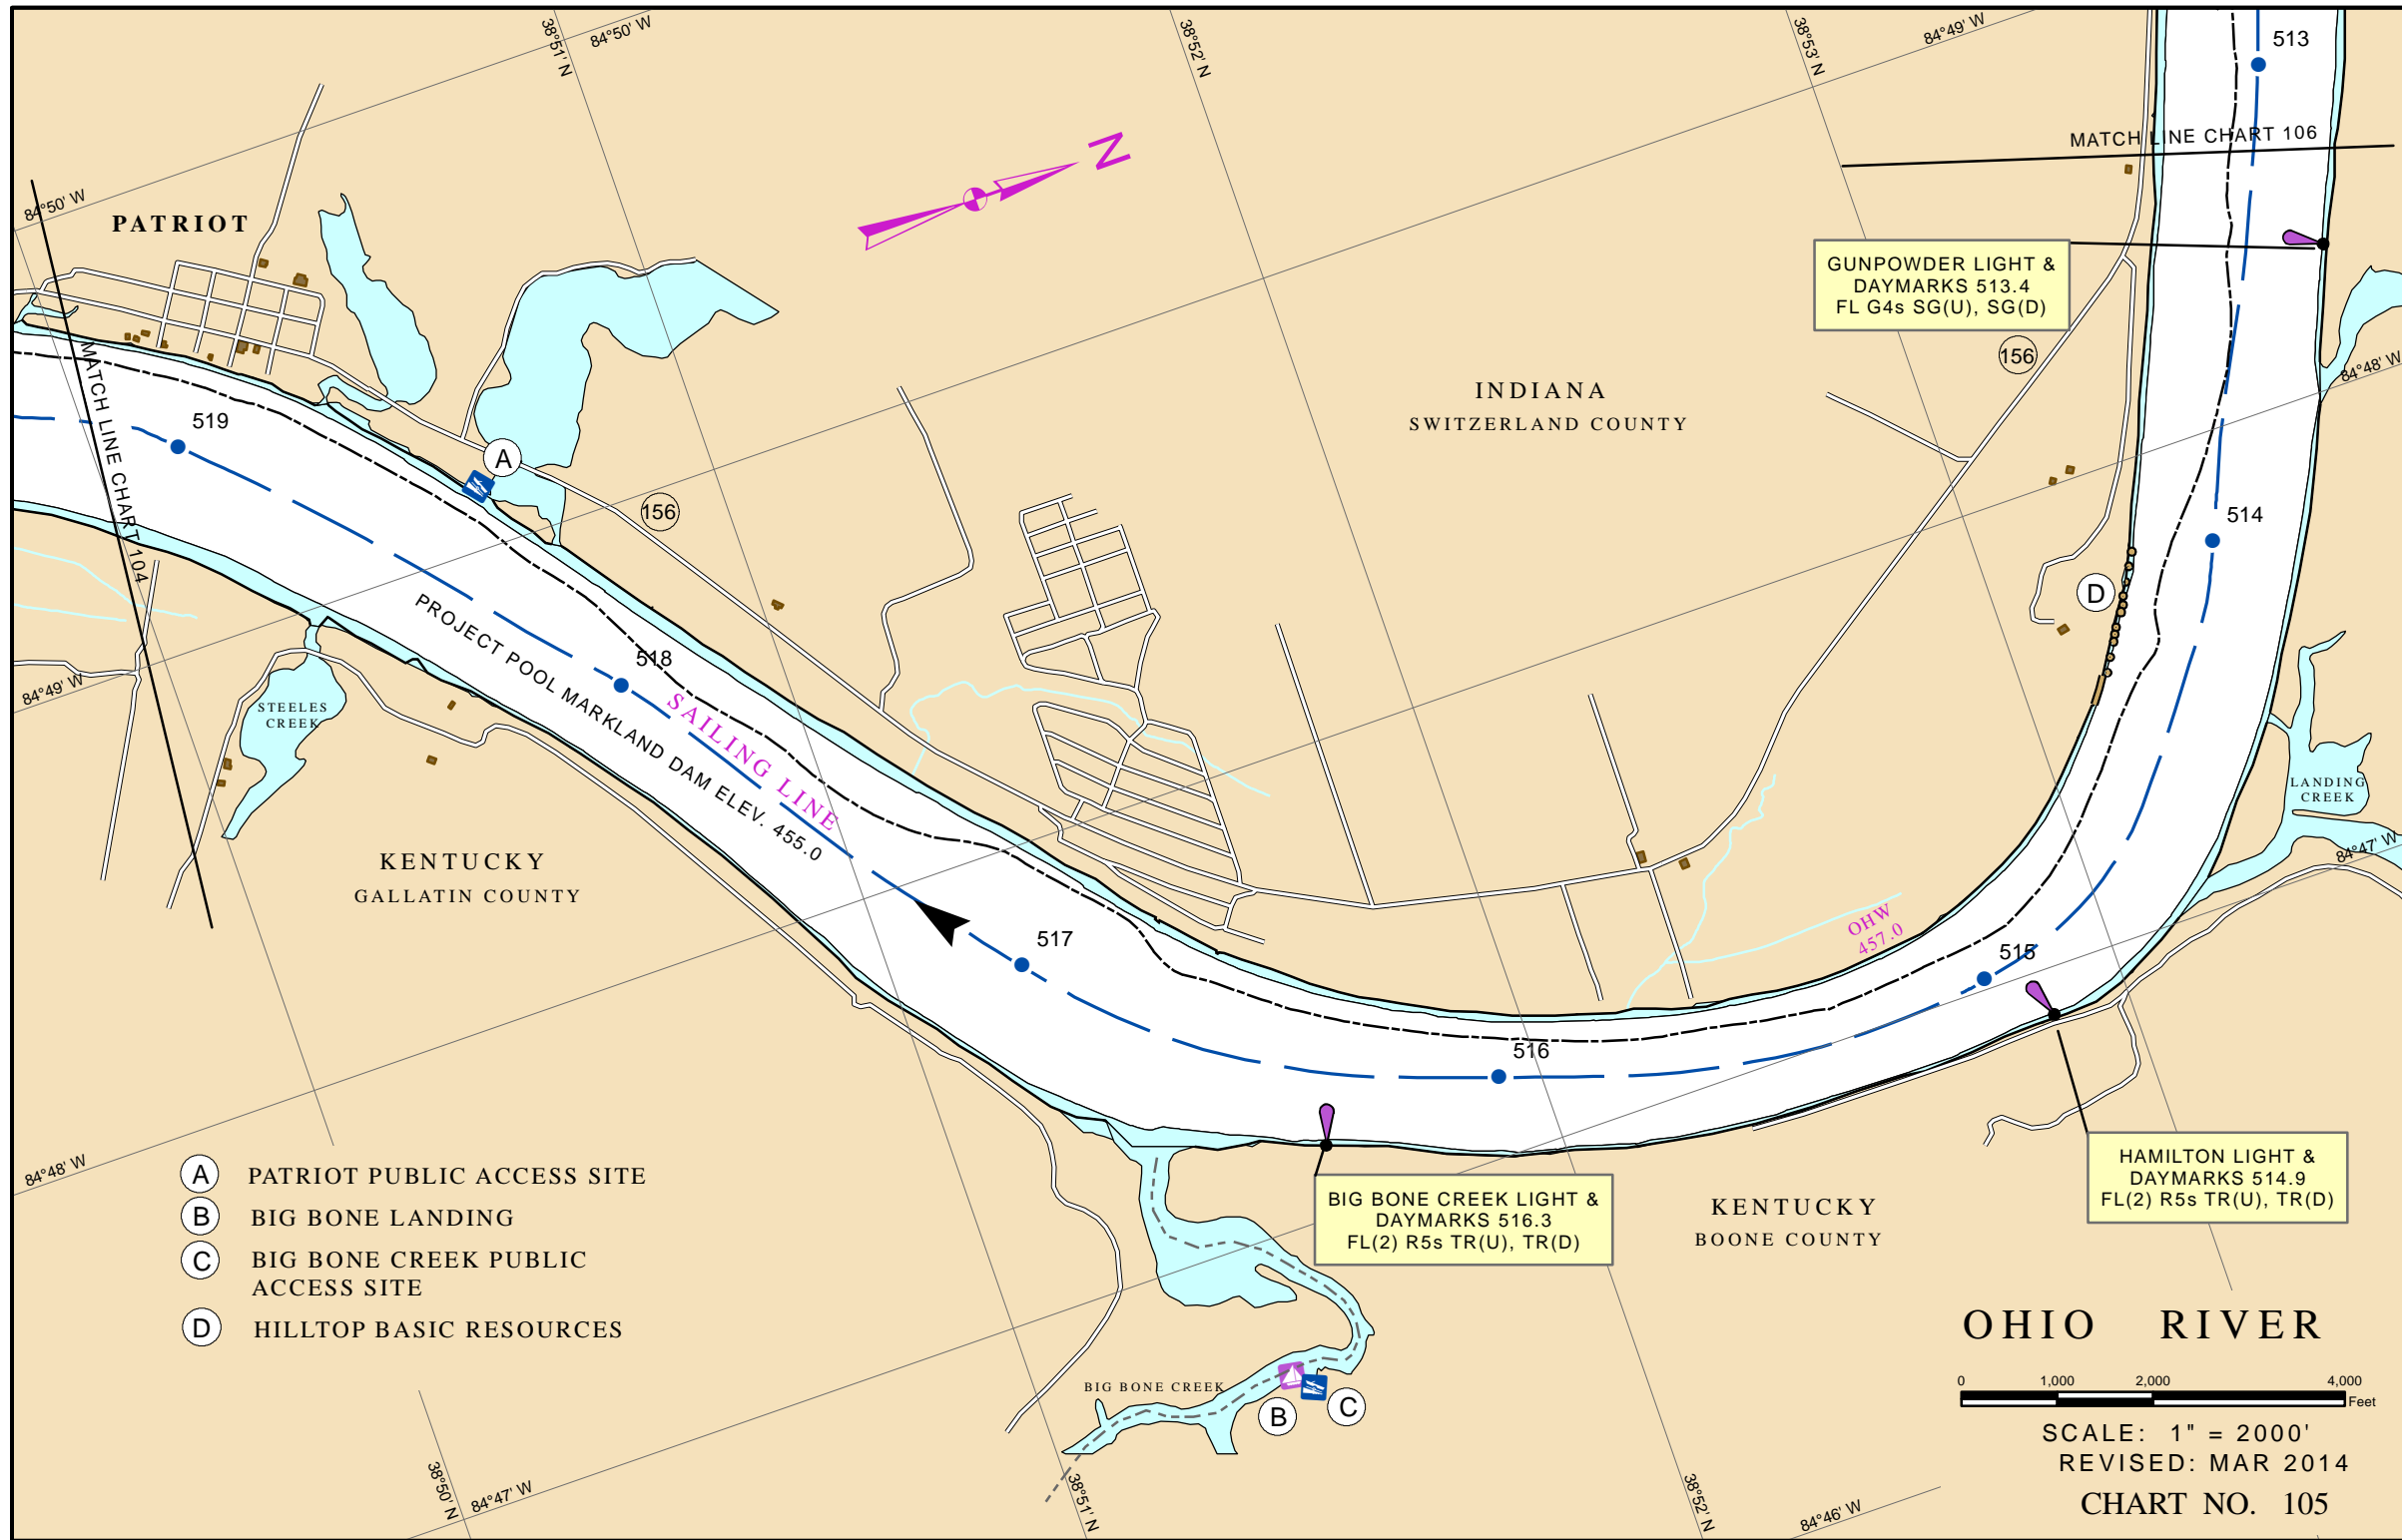 38°51' N
84°50' W
38°52' N
38°53' N
84°49' W
513
MATCH LINE CHART 106
N
84°50' W
PATRIOT
GUNPOWDER LIGHT &
DAYMARKS 513.4
FL G4s SG(U), SG(D)
156
84°48' W
INDIANA
SWITZERLAND COUNTY
MATCH LINE CHART 104
519
A
156
514
D
518
PROJECT POOL MARKLAND DAM ELEV. 455.0
SAILING LINE
84°49' W
STEELES
CREEK
LANDING
CREEK
84°47' W
KENTUCKY
GALLATIN COUNTY
517
OHW
457.0
515
516
84°48' W
A PATRIOT PUBLIC ACCESS SITE
B BIG BONE LANDING
C BIG BONE CREEK PUBLIC
ACCESS SITE
D HILLTOP BASIC RESOURCES
BIG BONE CREEK LIGHT &
DAYMARKS 516.3
FL(2) R5s TR(U), TR(D)
HAMILTON LIGHT &
DAYMARKS 514.9
FL(2) R5s TR(U), TR(D)
KENTUCKY
BOONE COUNTY
BIG BONE CREEK
B
C
OHIO RIVER
0 1,000 2,000 4,000
Feet
SCALE: 1" = 2000'
REVISED: MAR 2014
CHART NO. 105
38°50' N
84°47' W
38°51' N
38°52' N
84°46' W